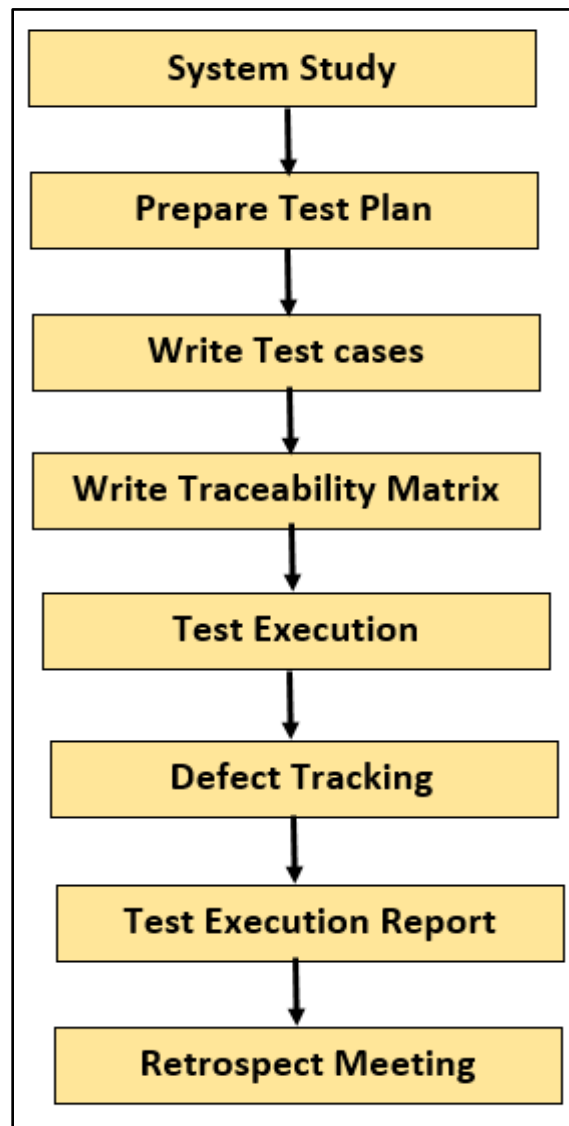 System Study
Prepare Test Plan
Write Test cases
Write Traceability Matrix
Test Execution
Defect Tracking
Test Execution Report
Retrospect Meeting